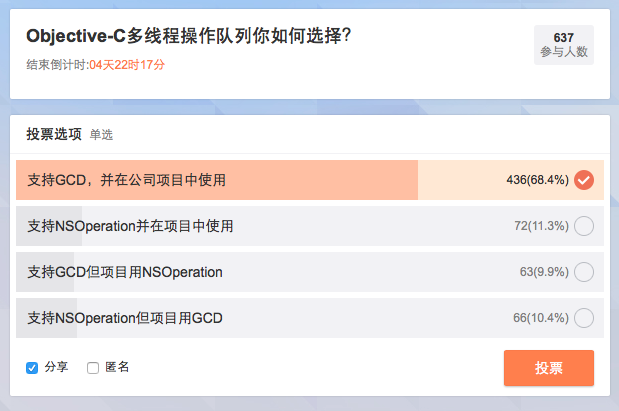 Objective-C多线程操作队列你如何选择？
637
参与人数
结束倒计时:04天22时17分
投票选项 单选
支持GCD，并在公司项目中使用 436(68.4%)
支持NSOperation并在项目中使用 72(11.3%)
支持GCD但项目用NSOperation 63(9.9%)
支持NSOperation但项目用GCD 66(10.4%)
分享 匿名 投票